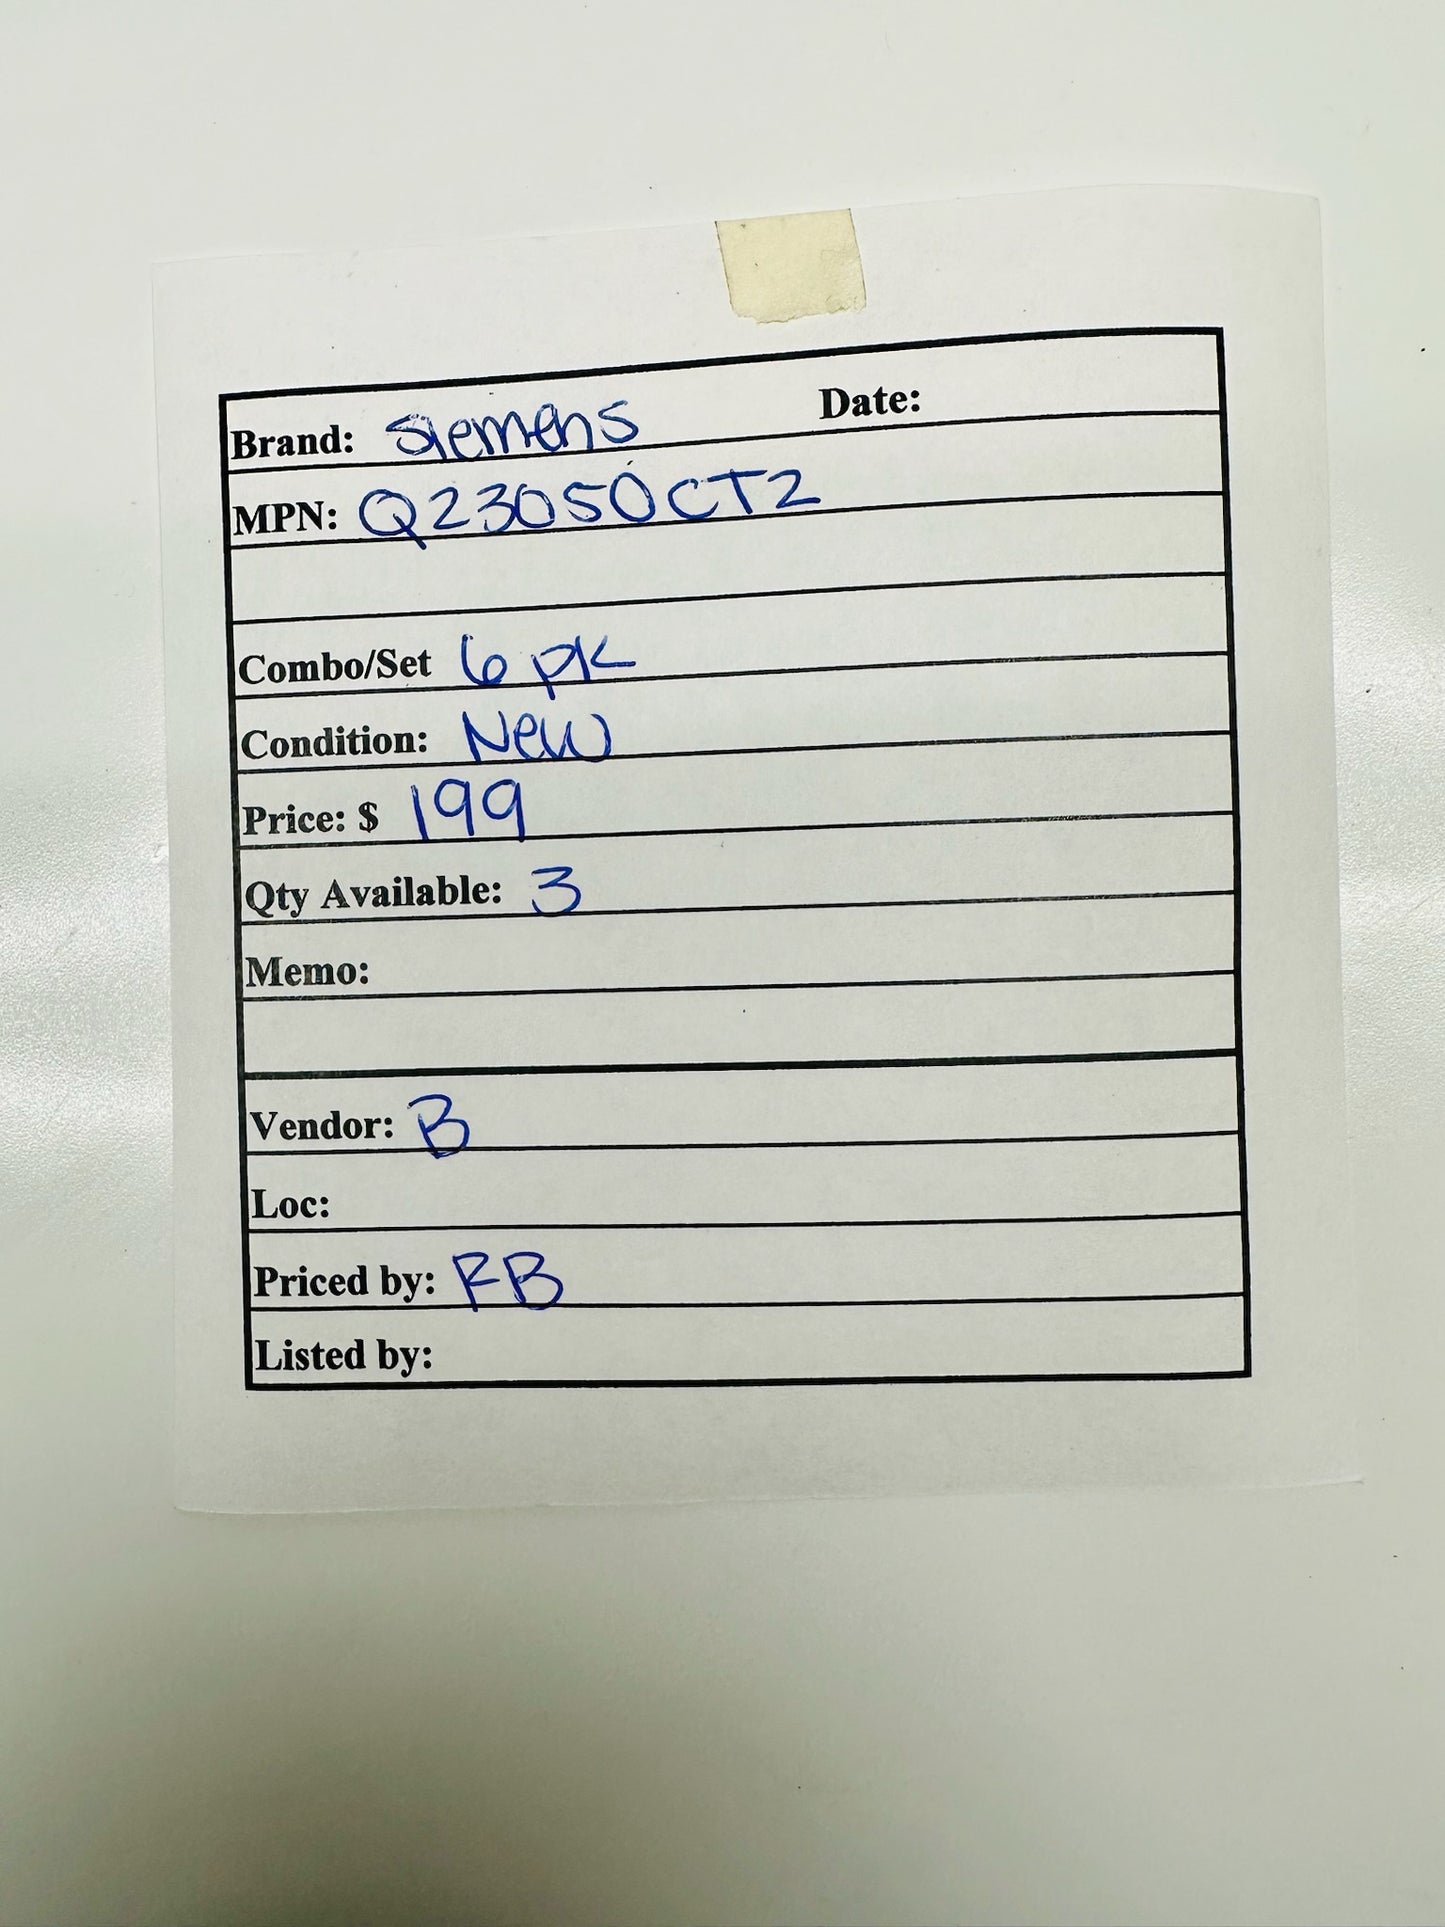 Brand: Siemens Date:
MPN: Q23050CT2
Combo/Set 6 pk
Condition: New
Price: $ 199
Qty Available: 3
Memo:
Vendor: B
Loc:
Priced by: RB
Listed by: